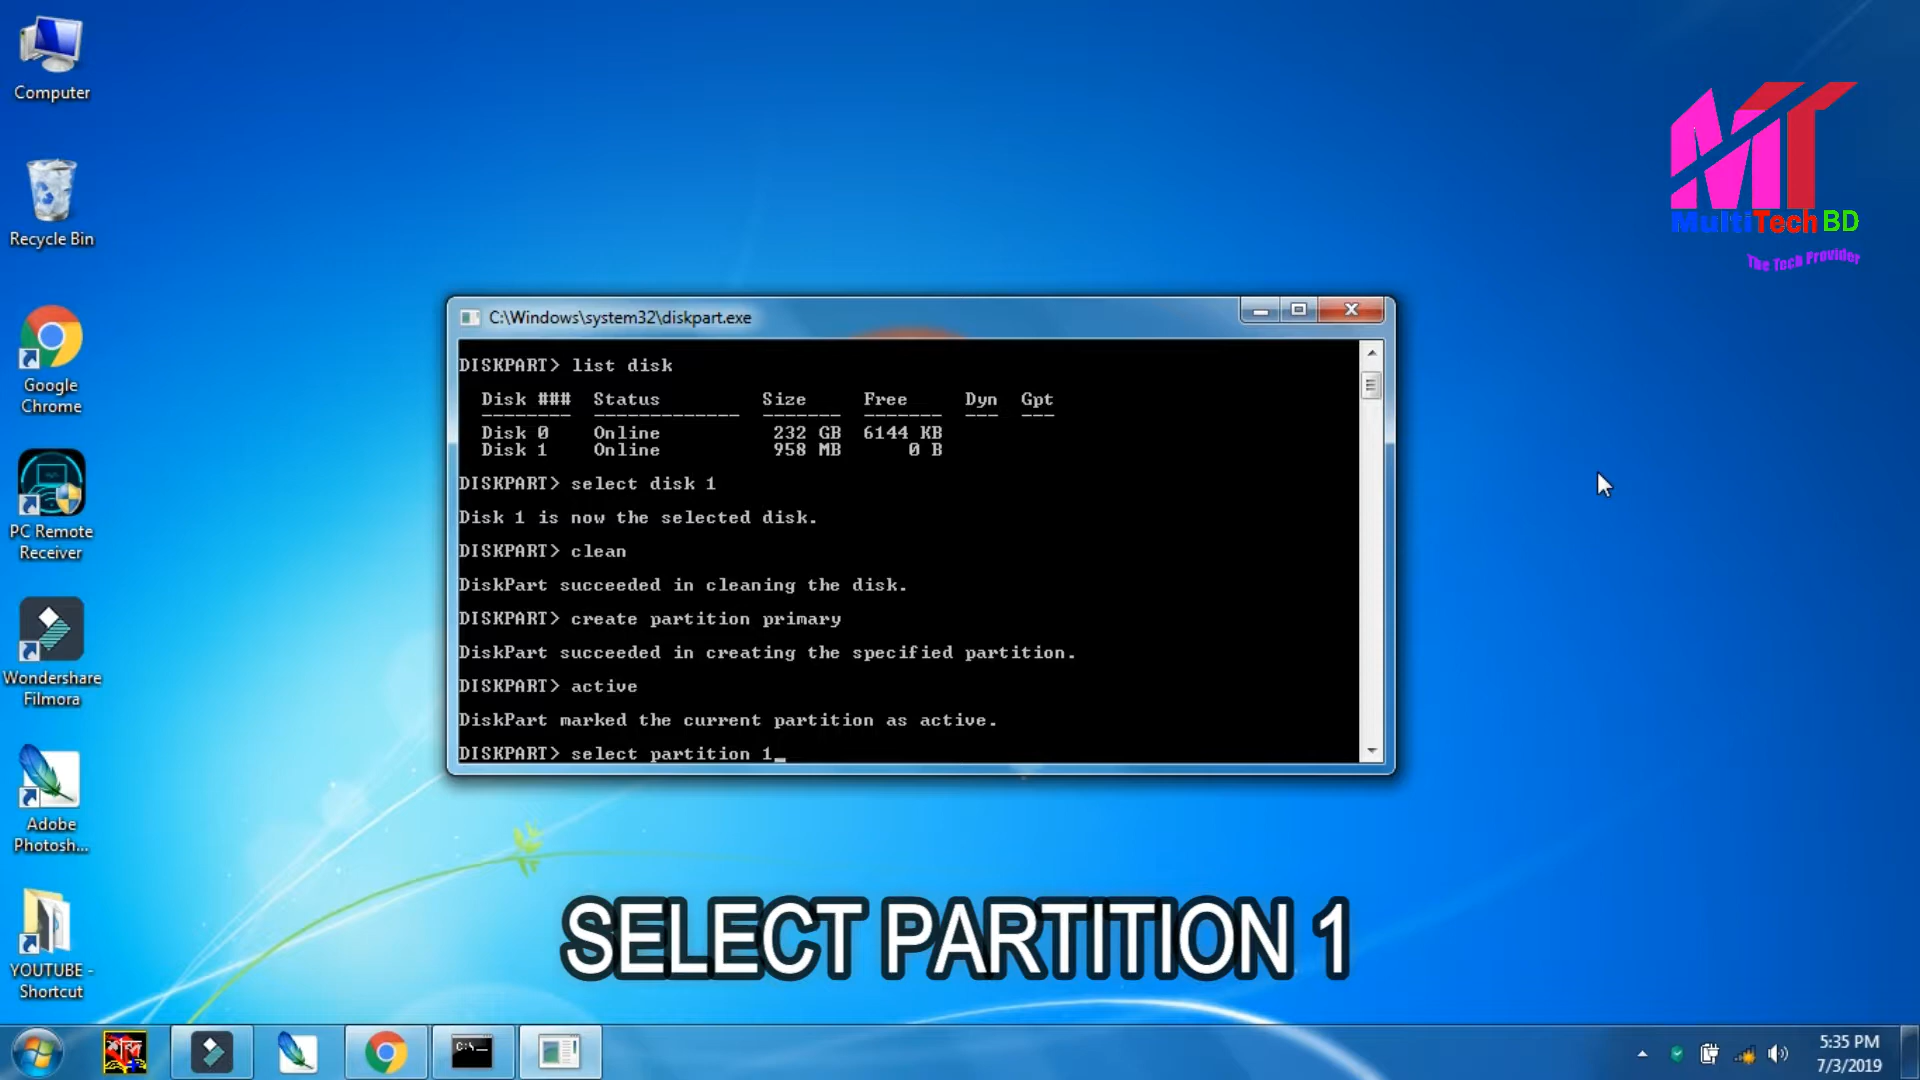 Computer
Recycle Bin
Google
Chrome
PC Remote
Receiver
Wondershare
Filmora
Adobe
Photosh...
YOUTUBE -
Shortcut
MT
MultiTech BD
The Tech Provider
C:\Windows\system32\diskpart.exe
DISKPART> list disk
Disk ### Status Size Free Dyn Gpt
-------- ------------- ------- ------- --- ---
Disk 0 Online 232 GB 6144 KB
Disk 1 Online 958 MB 0 B
DISKPART> select disk 1
Disk 1 is now the selected disk.
DISKPART> clean
DiskPart succeeded in cleaning the disk.
DISKPART> create partition primary
DiskPart succeeded in creating the specified partition.
DISKPART> active
DiskPart marked the current partition as active.
DISKPART> select partition 1_
SELECT PARTITION 1
C:\_
5:35 PM
7/3/2019